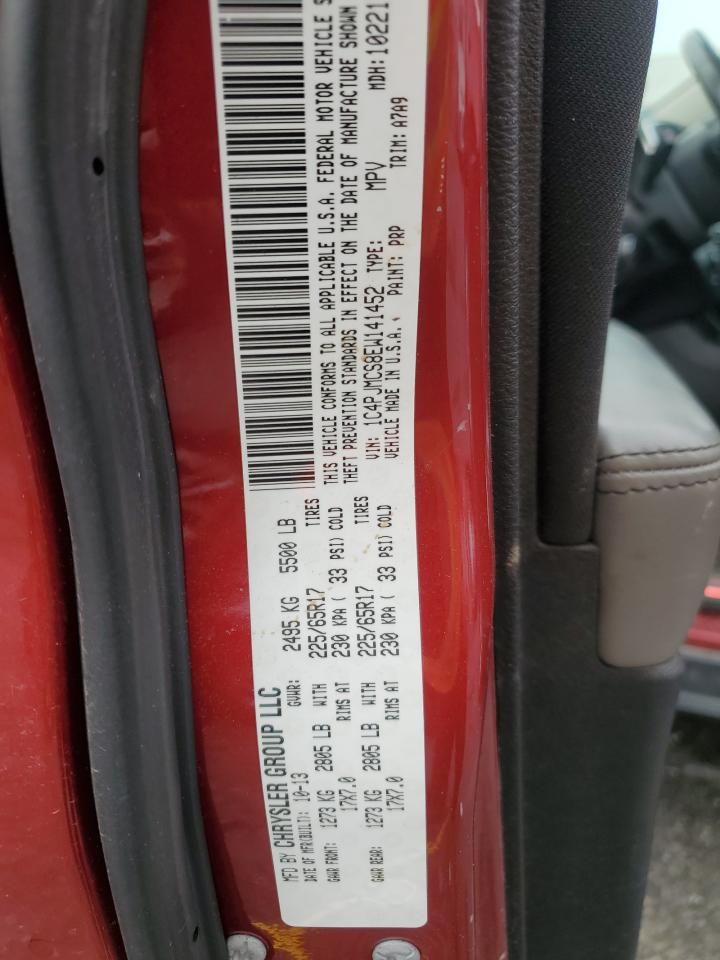 MFD BY CHRYSLER GROUP LLC
DATE OF MFR(BUILT): 10-13 GVWR: 2495 KG 5500 LB
GAWR FRONT: 1273 KG 2805 LB WITH 225/65R17 TIRES
17X7.0 RIMS AT 230 KPA ( 33 PSI) COLD
GAWR REAR: 1273 KG 2805 LB WITH 225/65R17 TIRES
17X7.0 RIMS AT 230 KPA ( 33 PSI) COLD
THIS VEHICLE CONFORMS TO ALL APPLICABLE U.S.A. FEDERAL MOTOR VEHICLE S
THEFT PREVENTION STANDARDS IN EFFECT ON THE DATE OF MANUFACTURE SHOWN
VIN: 1C4PJMCS8EW141452 TYPE: MPV MDH: 10221
VEHICLE MADE IN U.S.A. PAINT: PRP TRIM: A7A9